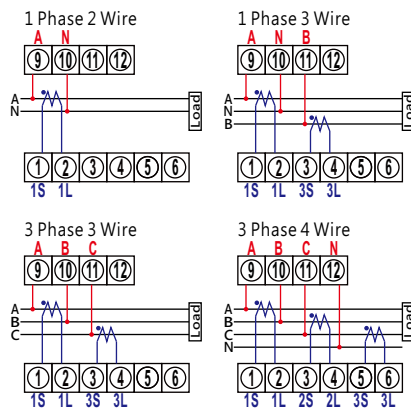 1 Phase 2 Wire
A N
9 10 11 12
A
N
Load
1 2 3 4 5 6
1S 1L
1 Phase 3 Wire
A N B
9 10 11 12
A
N
B
Load
1 2 3 4 5 6
1S 1L 3S 3L
3 Phase 3 Wire
A B C
9 10 11 12
A
B
C
Load
1 2 3 4 5 6
1S 1L 3S 3L
3 Phase 4 Wire
A B C N
9 10 11 12
A
B
C
N
Load
1 2 3 4 5 6
1S 1L 2S 2L 3S 3L